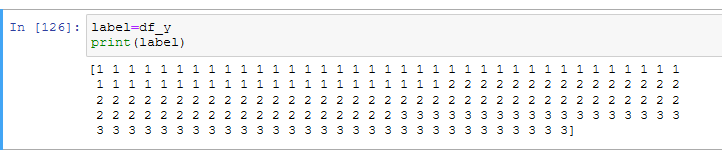 In [126]: label=df_y
print(label)
[1 1 1 1 1 1 1 1 1 1 1 1 1 1 1 1 1 1 1 1 1 1 1 1 1 1 1 1 1 1 1 1 1 1 1 1 1
1 1 1 1 1 1 1 1 1 1 1 1 1 1 1 1 1 1 1 1 1 1 2 2 2 2 2 2 2 2 2 2 2 2 2 2 2
2 2 2 2 2 2 2 2 2 2 2 2 2 2 2 2 2 2 2 2 2 2 2 2 2 2 2 2 2 2 2 2 2 2 2 2 2
2 2 2 2 2 2 2 2 2 2 2 2 2 2 2 2 2 2 2 3 3 3 3 3 3 3 3 3 3 3 3 3 3 3 3 3 3
3 3 3 3 3 3 3 3 3 3 3 3 3 3 3 3 3 3 3 3 3 3 3 3 3 3 3 3 3 3]